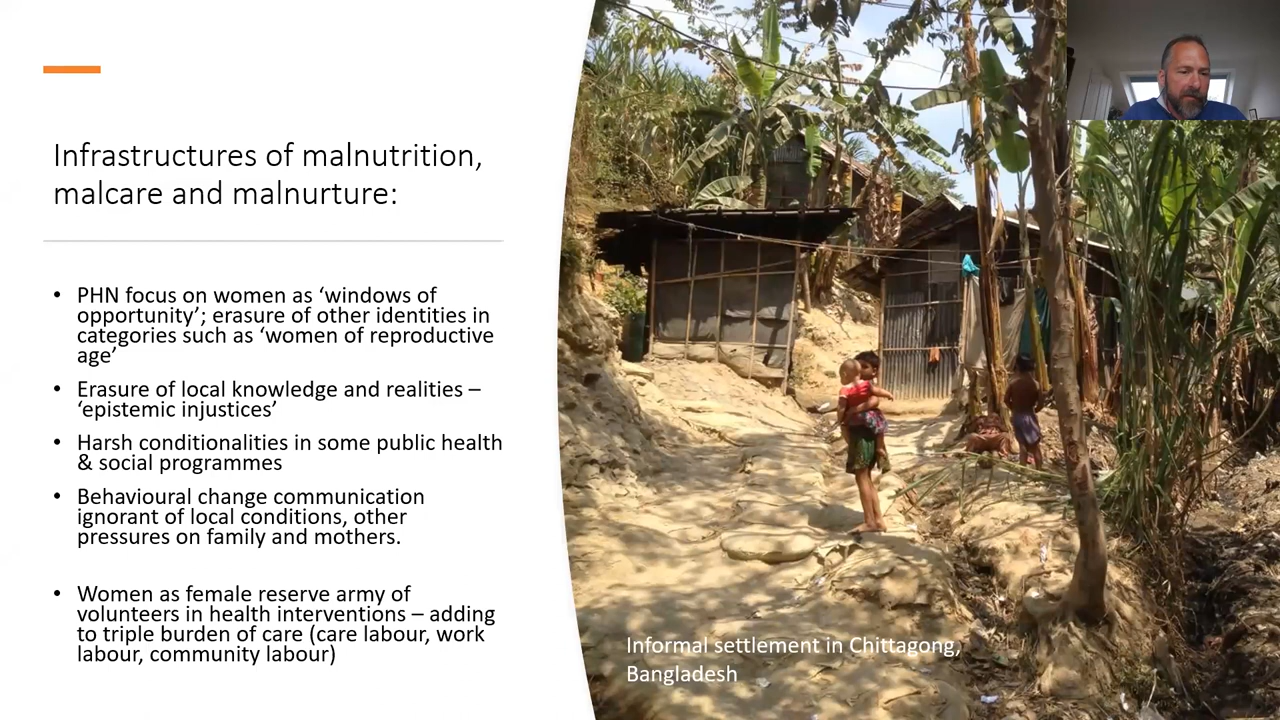 Infrastructures of malnutrition,
malcare and malnurture:
• PHN focus on women as ‘windows of
opportunity’; erasure of other identities in
categories such as ‘women of reproductive
age’
• Erasure of local knowledge and realities –
‘epistemic injustices’
• Harsh conditionalities in some public health
& social programmes
• Behavioural change communication
ignorant of local conditions, other
pressures on family and mothers.
• Women as female reserve army of
volunteers in health interventions – adding
to triple burden of care (care labour, work
labour, community labour)
Informal settlement in Chittagong,
Bangladesh